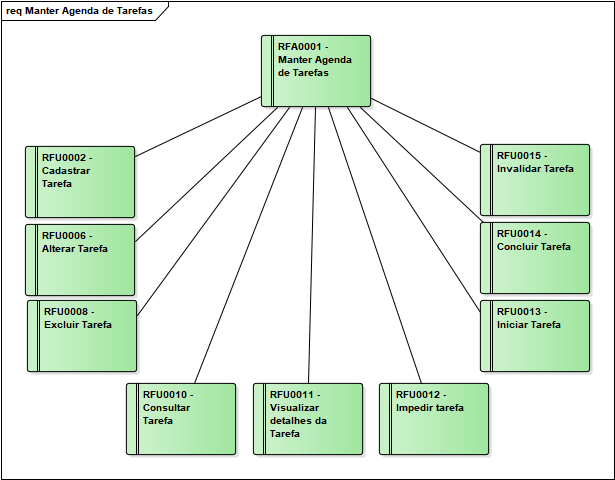 req Manter Agenda de Tarefas
RFA0001 -
Manter Agenda
de Tarefas
RFU0002 -
Cadastrar
Tarefa
RFU0006 -
Alterar Tarefa
RFU0008 -
Excluir Tarefa
RFU0010 -
Consultar
Tarefa
RFU0011 -
Visualizar
detalhes da
Tarefa
RFU0012 -
Impedir tarefa
RFU0013 -
Iniciar Tarefa
RFU0014 -
Concluir Tarefa
RFU0015 -
Invalidar Tarefa